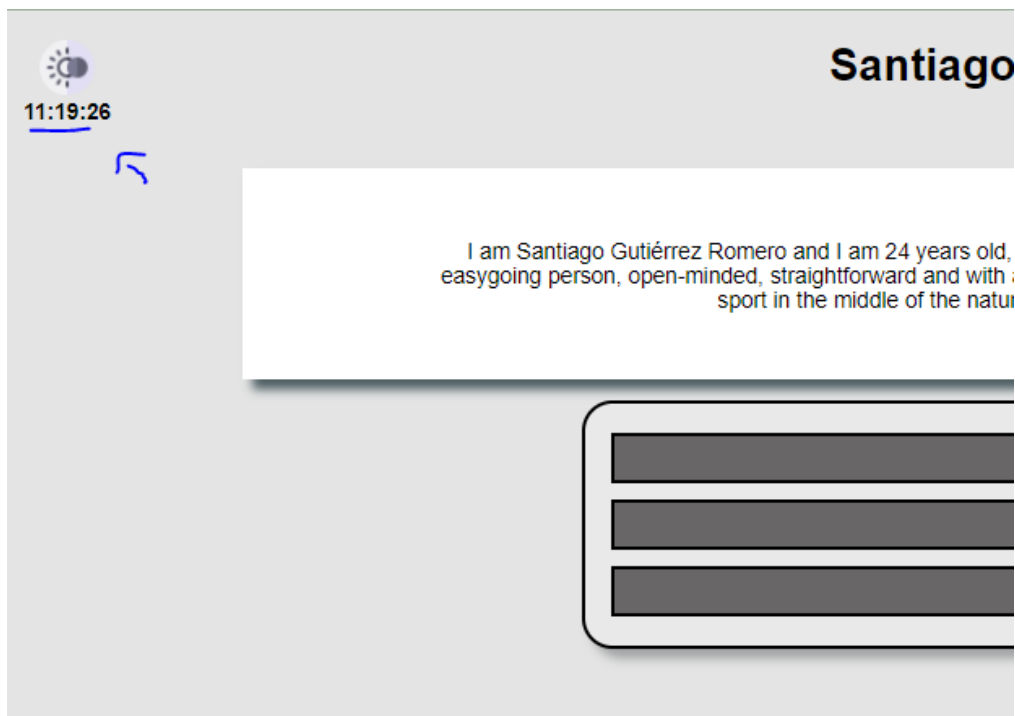 Santiago
11:19:26
I am Santiago Gutiérrez Romero and I am 24 years old,
easygoing person, open-minded, straightforward and with
sport in the middle of the